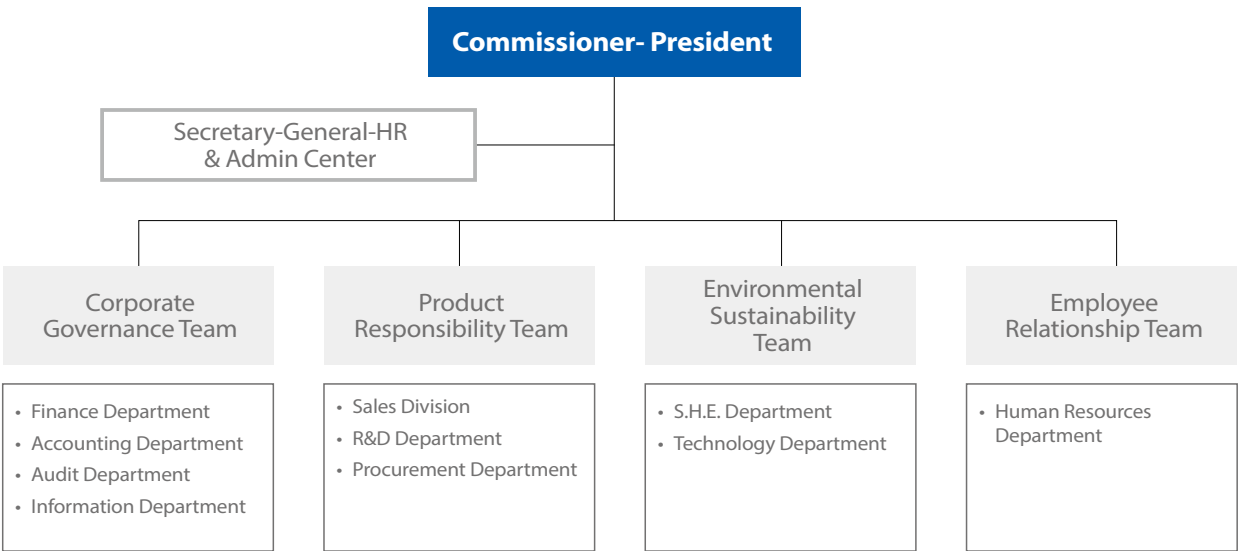 Commissioner- President
Secretary-General-HR
& Admin Center
Corporate
Governance Team
• Finance Department
• Accounting Department
• Audit Department
• Information Department
Product
Responsibility Team
• Sales Division
• R&D Department
• Procurement Department
Environmental
Sustainability
Team
• S.H.E. Department
• Technology Department
Employee
Relationship Team
• Human Resources
Department